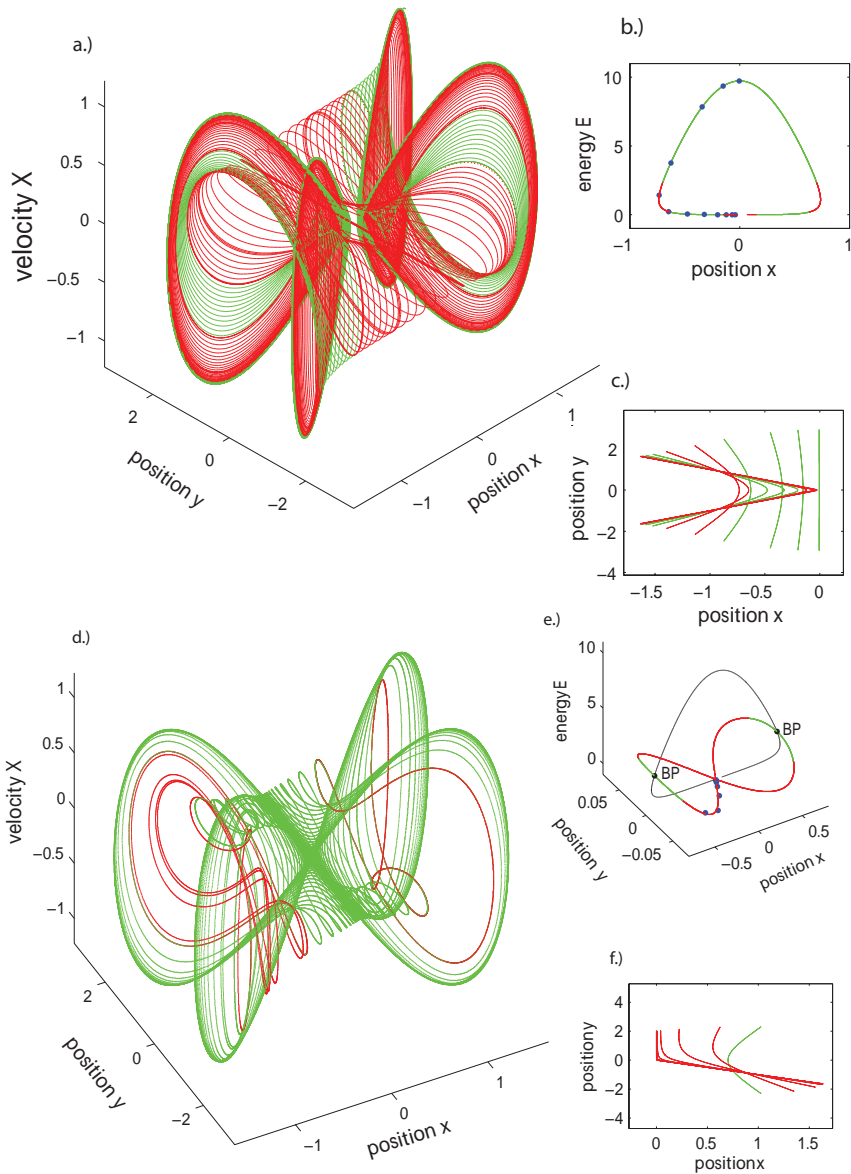 a.)
velocity X
1
0.5
0
-0.5
-1
2
0
-2
position y
-1
0
1
position x
b.)
energy E
10
5
0
-1
0
1
position x
c.)
position y
2
0
-2
-4
-1.5
-1
-0.5
0
position x
d.)
velocity X
1
0.5
0
-0.5
-1
2
0
-2
position y
-1
0
1
position x
e.)
energyE
10
5
0
BP
BP
0.05
0
-0.05
position y
-0.5
0
0.5
position x
f.)
positiony
4
2
0
-2
-4
0
0.5
1
1.5
positionx